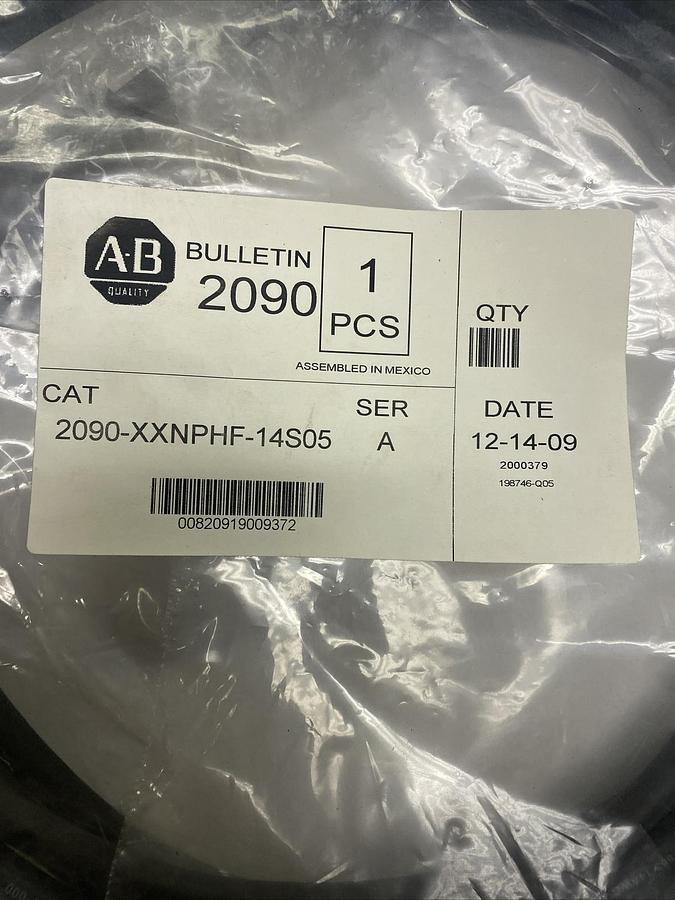 A-B
QUALITY
BULLETIN
2090
1
PCS
ASSEMBLED IN MEXICO
CAT
2090-XXNPHF-14S05
SER
A
00820919009372
QTY
DATE
12-14-09
2000379
198746-Q05